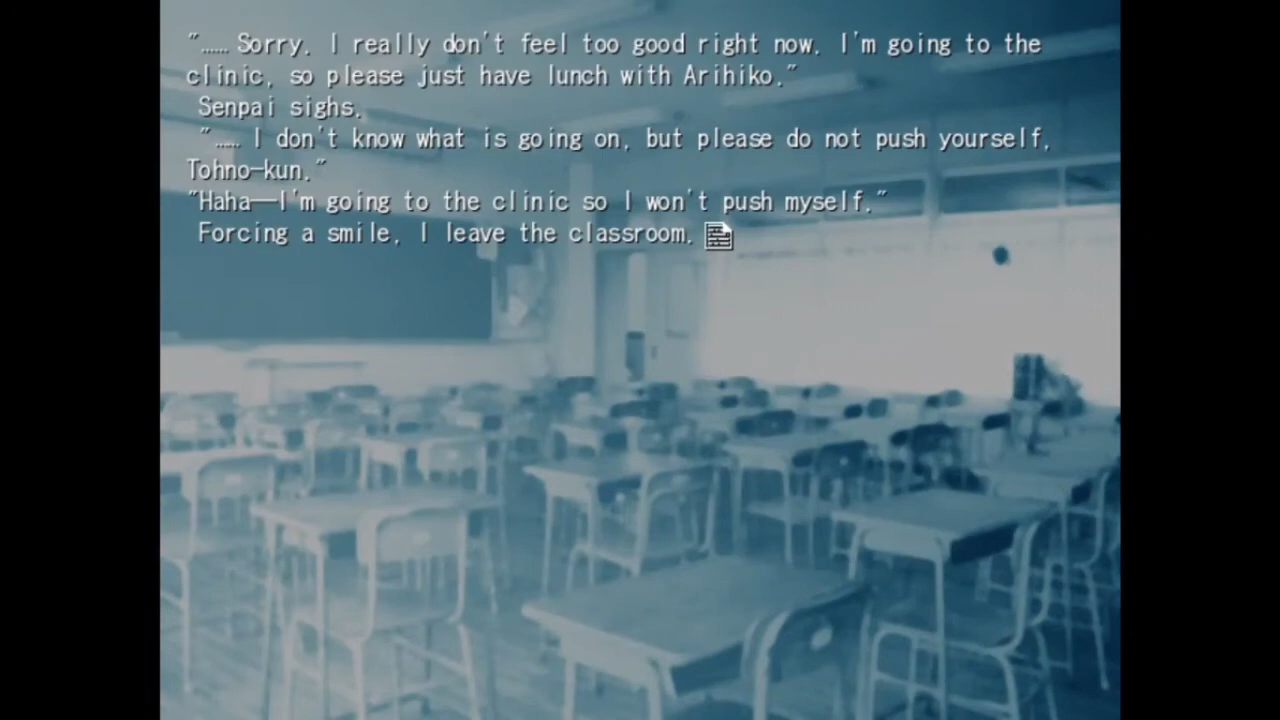 "…… Sorry. I really don't feel too good right now. I'm going to the
clinic, so please just have lunch with Arihiko."
Senpai sighs.
"…… I don't know what is going on, but please do not push yourself,
Tohno-kun."
"Haha――I'm going to the clinic so I won't push myself."
Forcing a smile, I leave the classroom.